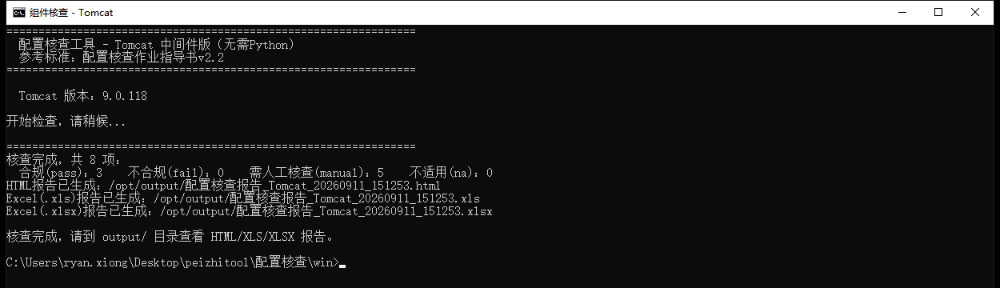 组件核查 - Tomcat
================================================================
配置核查工具 - Tomcat 中间件版（无需Python）
参考标准：配置核查作业指导书v2.2
================================================================
Tomcat 版本：9.0.118
开始检查，请稍候...
================================================================
核查完成，共 8 项：
合规(pass)：3    不合规(fail)：0    需人工核查(manual)：5    不适用(na)：0
HTML报告已生成：/opt/output/配置核查报告_Tomcat_20260911_151253.html
Excel(.xls)报告已生成：/opt/output/配置核查报告_Tomcat_20260911_151253.xls
Excel(.xlsx)报告已生成：/opt/output/配置核查报告_Tomcat_20260911_151253.xlsx
核查完成，请到 output/ 目录查看 HTML/XLS/XLSX 报告。
C:\Users\ryan.xiong\Desktop\peizhitool\配置核查\win>